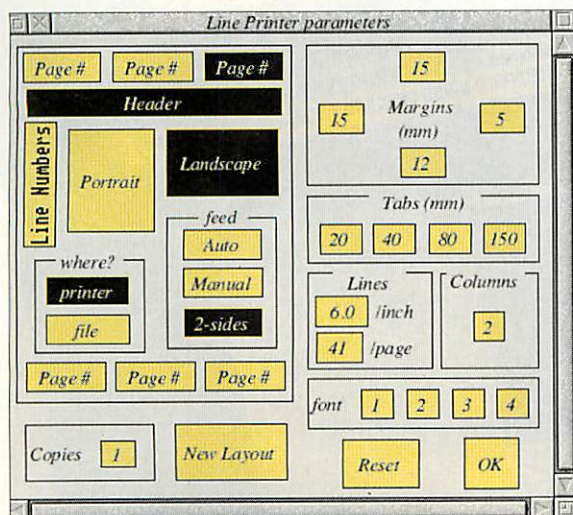 Line Printer parameters
Page # Page # Page #
Header
Line Numbers
Portrait
Landscape
feed
Auto
Manual
2-sides
where?
printer
file
Page # Page # Page #
Copies 1
New Layout
15
15 Margins 5
(mm)
12
Tabs (mm)
20 40 80 150
Lines
6.0 /inch
41 /page
Columns
2
font 1 2 3 4
Reset
OK